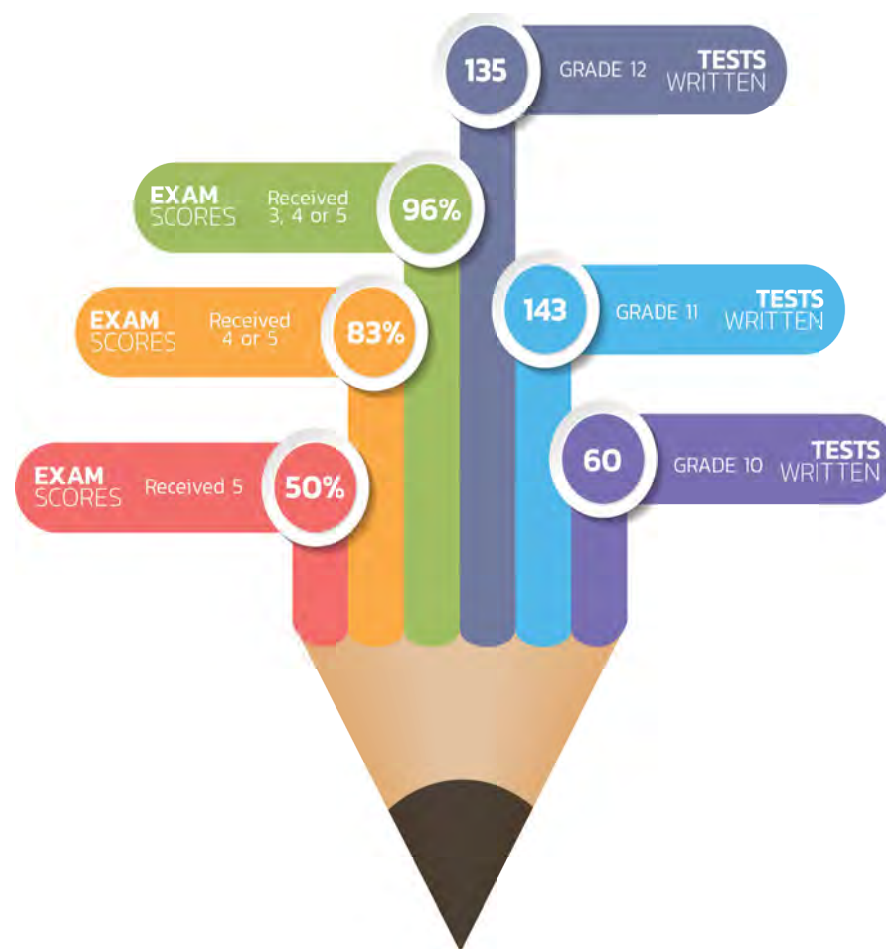 135 GRADE 12 TESTS
WRITTEN
EXAM
SCORES
Received
3, 4 or 5
96%
143 GRADE 11 TESTS
WRITTEN
EXAM
SCORES
Received
4 or 5
83%
60 GRADE 10 TESTS
WRITTEN
EXAM
SCORES
Received 5
50%